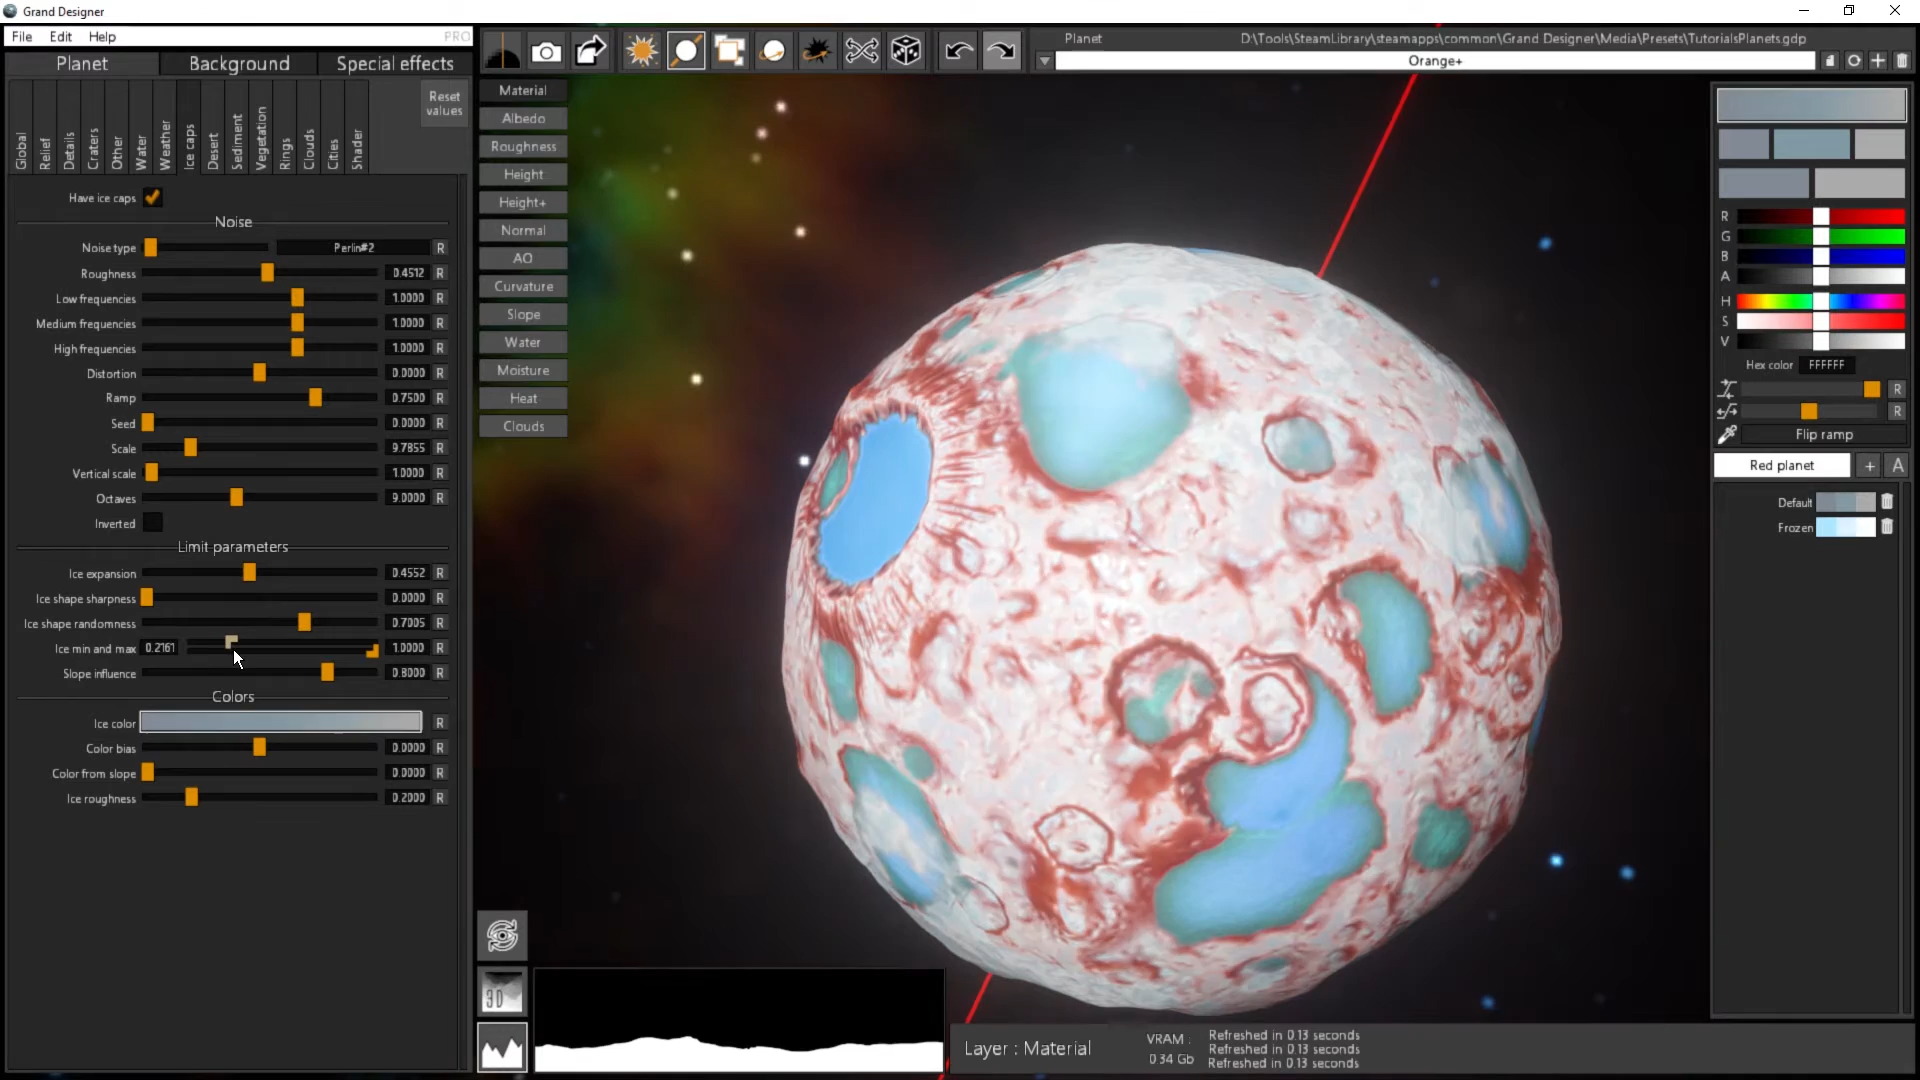 Grand Designer
File Edit Help PRO
Planet Background Special effects
Global
Relief
Details
Craters
Other
Water
Weather
Ice caps
Desert
Sediment
Vegetation
Rings
Clouds
Cities
Shader
Reset
values
Have ice caps
Noise
Noise type Perlin#2 R
Roughness 0.4512 R
Low frequencies 1.0000 R
Medium frequencies 1.0000 R
High frequencies 1.0000 R
Distortion 0.0000 R
Ramp 0.7500 R
Seed 0.0000 R
Scale 9.7855 R
Vertical scale 1.0000 R
Octaves 9.0000 R
Inverted
Limit parameters
Ice expansion 0.4552 R
Ice shape sharpness 0.0000 R
Ice shape randomness 0.7005 R
Ice min and max 0.2161 1.0000 R
Slope influence 0.8000 R
Colors
Ice color R
Color bias 0.0000 R
Color from slope 0.0000 R
Ice roughness 0.2000 R
Material
Albedo
Roughness
Height
Height+
Normal
AO
Curvature
Slope
Water
Moisture
Heat
Clouds
3D
Planet D:\Tools\SteamLibrary\steamapps\common\Grand Designer\Media\Presets\TutorialsPlanets.gdp
Orange+
R
G
B
A
H
S
V
Hex color FFFFFF
R
R
Flip ramp
Red planet + A
Default
Frozen
Layer : Material
VRAM :
0.34 Gb
Refreshed in 0.13 seconds
Refreshed in 0.13 seconds
Refreshed in 0.13 seconds